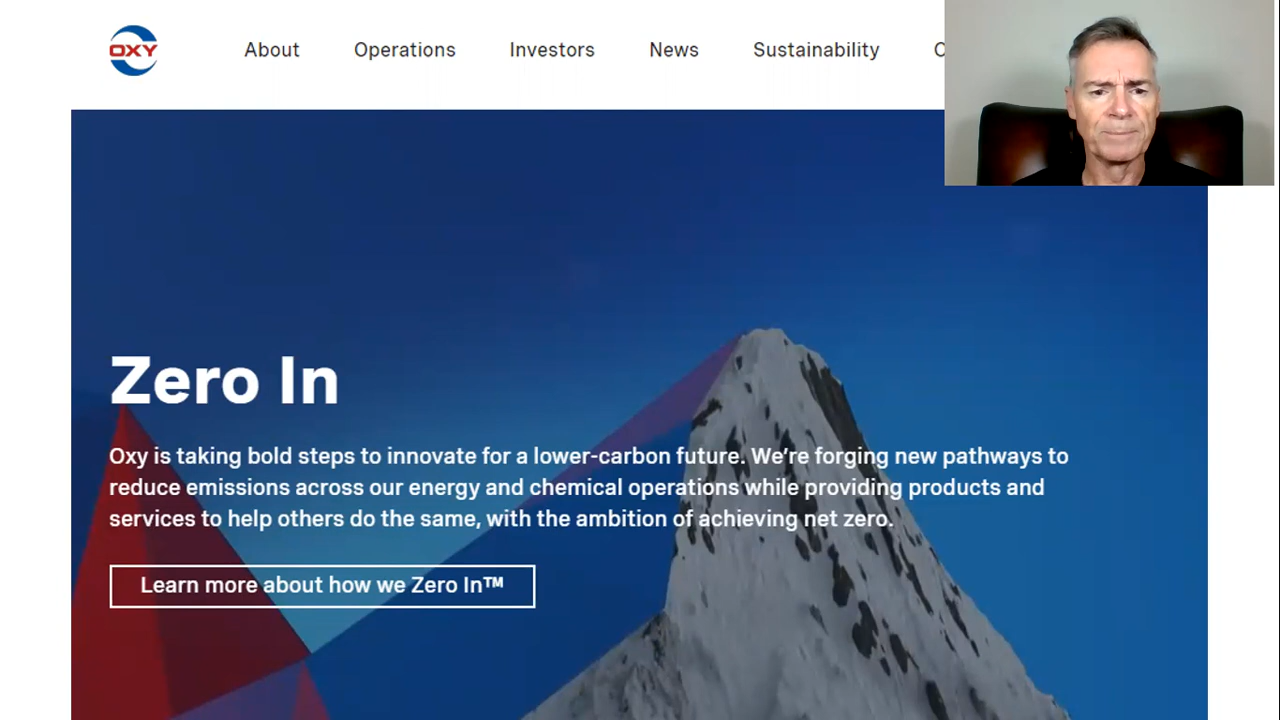 OXY
About
Operations
Investors
News
Sustainability
Zero In
Oxy is taking bold steps to innovate for a lower-carbon future. We’re forging new pathways to
reduce emissions across our energy and chemical operations while providing products and
services to help others do the same, with the ambition of achieving net zero.
Learn more about how we Zero In™